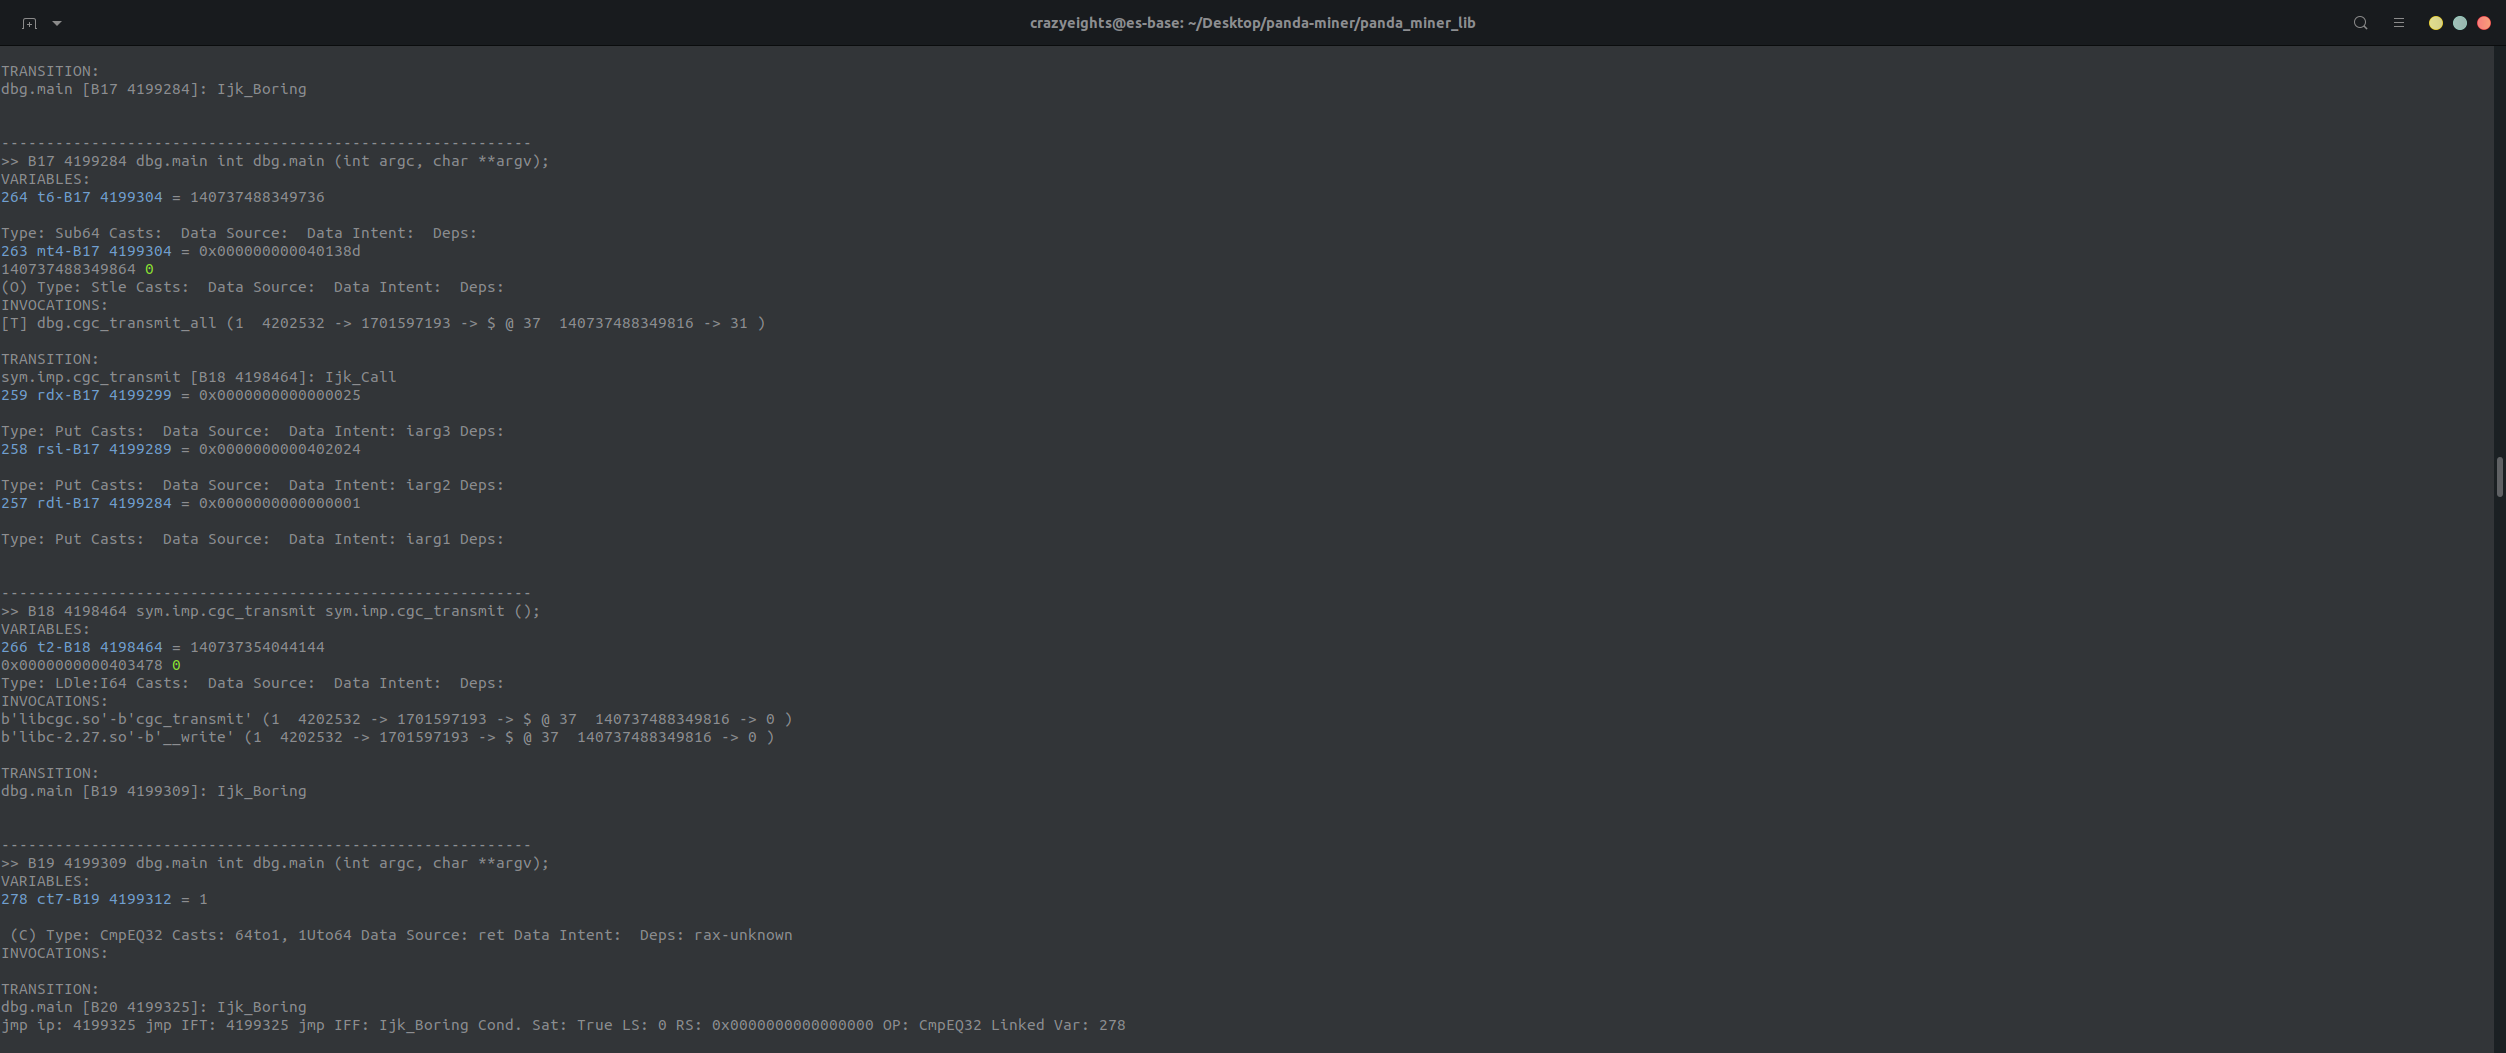 crazyeights@es-base: ~/Desktop/panda-miner/panda_miner_lib
TRANSITION:
dbg.main [B17 4199284]: Ijk_Boring
-----------------------------------------------------------
>> B17 4199284 dbg.main int dbg.main (int argc, char **argv);
VARIABLES:
264 t6-B17 4199304 = 140737488349736
Type: Sub64 Casts:  Data Source:  Data Intent:  Deps:
263 mt4-B17 4199304 = 0x000000000040138d
140737488349864 0
(O) Type: Stle Casts:  Data Source:  Data Intent:  Deps:
INVOCATIONS:
[T] dbg.cgc_transmit_all (1  4202532 -> 1701597193 -> $ @ 37  140737488349816 -> 31 )
TRANSITION:
sym.imp.cgc_transmit [B18 4198464]: Ijk_Call
259 rdx-B17 4199299 = 0x0000000000000025
Type: Put Casts:  Data Source:  Data Intent: iarg3 Deps:
258 rsi-B17 4199289 = 0x0000000000402024
Type: Put Casts:  Data Source:  Data Intent: iarg2 Deps:
257 rdi-B17 4199284 = 0x0000000000000001
Type: Put Casts:  Data Source:  Data Intent: iarg1 Deps:
-----------------------------------------------------------
>> B18 4198464 sym.imp.cgc_transmit sym.imp.cgc_transmit ();
VARIABLES:
266 t2-B18 4198464 = 140737354044144
0x0000000000403478 0
Type: LDle:I64 Casts:  Data Source:  Data Intent:  Deps:
INVOCATIONS:
b'libcgc.so'-b'cgc_transmit' (1  4202532 -> 1701597193 -> $ @ 37  140737488349816 -> 0 )
b'libc-2.27.so'-b'__write' (1  4202532 -> 1701597193 -> $ @ 37  140737488349816 -> 0 )
TRANSITION:
dbg.main [B19 4199309]: Ijk_Boring
-----------------------------------------------------------
>> B19 4199309 dbg.main int dbg.main (int argc, char **argv);
VARIABLES:
278 ct7-B19 4199312 = 1
(C) Type: CmpEQ32 Casts: 64to1, 1Uto64 Data Source: ret Data Intent:  Deps: rax-unknown
INVOCATIONS:
TRANSITION:
dbg.main [B20 4199325]: Ijk_Boring
jmp ip: 4199325 jmp IFT: 4199325 jmp IFF: Ijk_Boring Cond. Sat: True LS: 0 RS: 0x0000000000000000 OP: CmpEQ32 Linked Var: 278